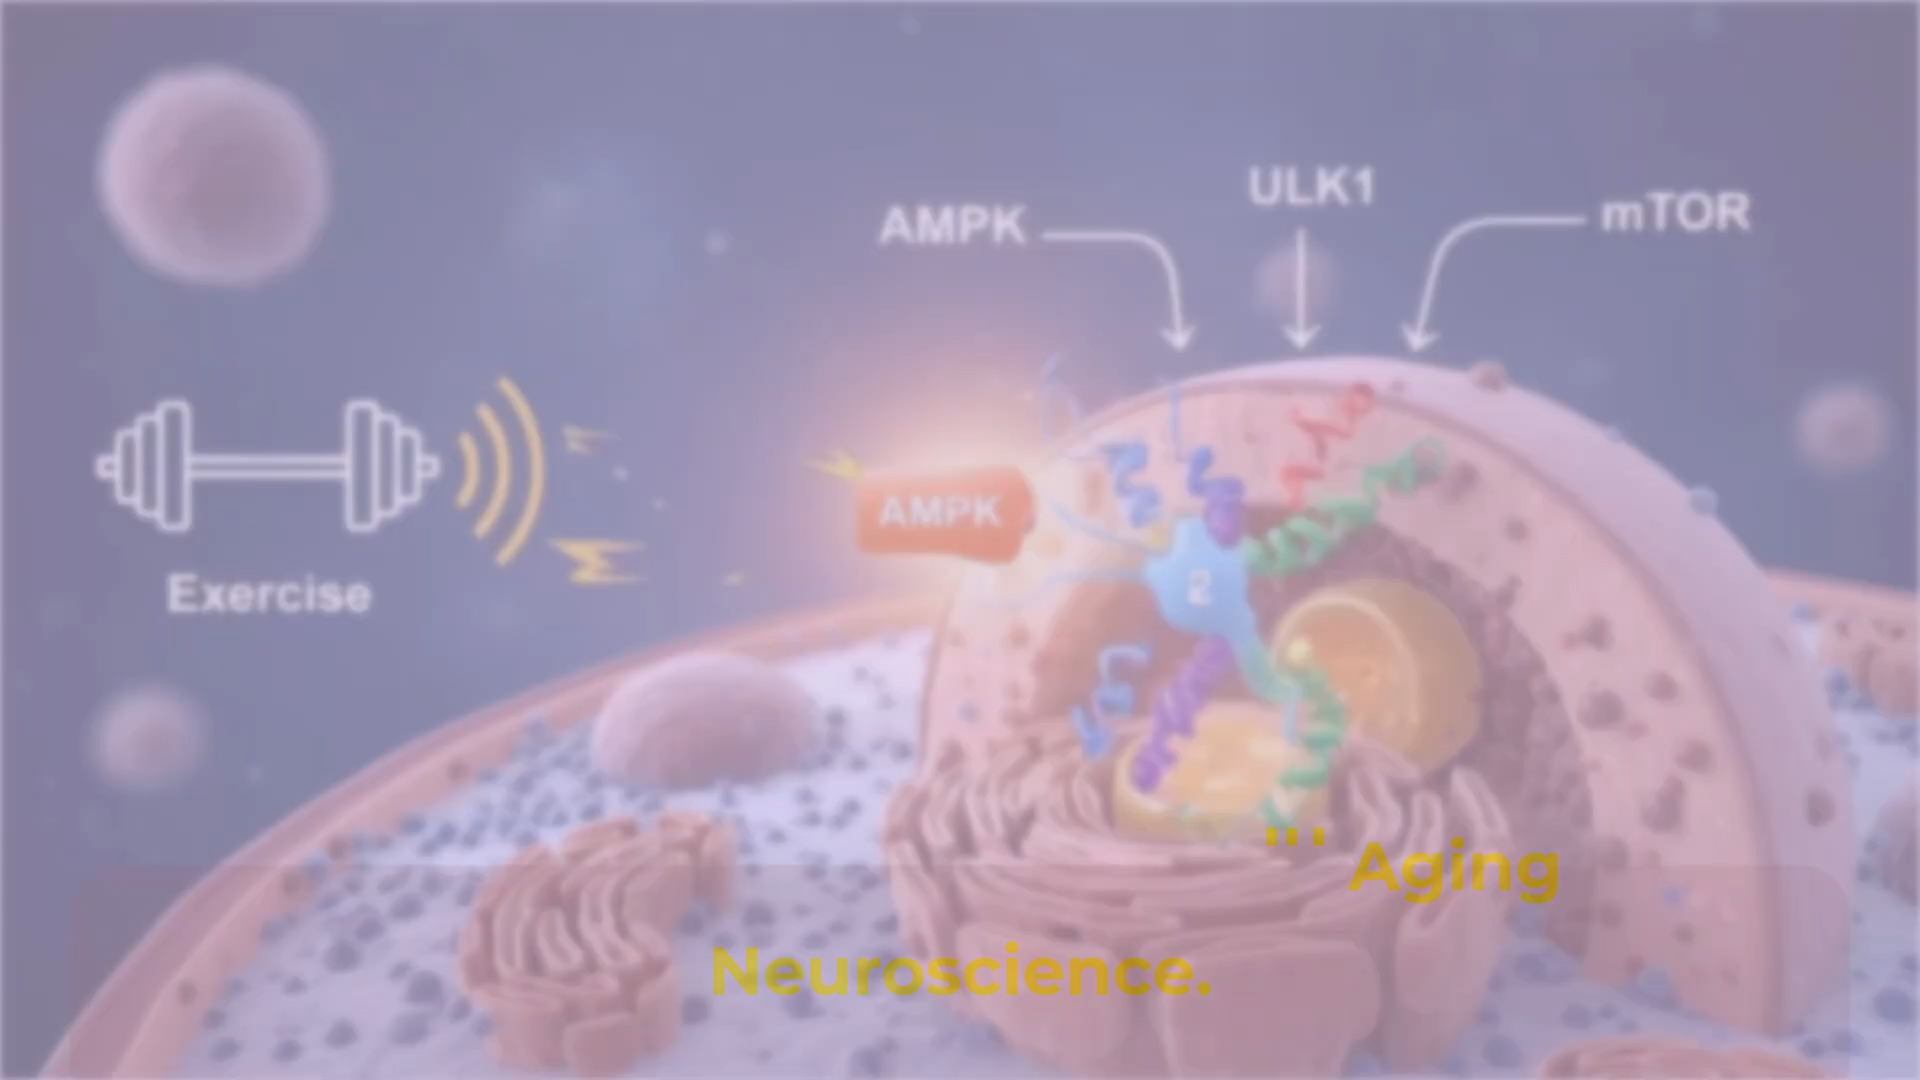 ULK1
AMPK
mTOR
AMPK
Exercise
Aging
Neuroscience.